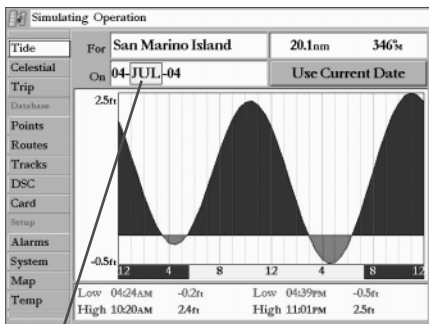 Simulating Operation
Tide
Celestial
Trip
Database
Points
Routes
Tracks
DSC
Card
Setup
Alarms
System
Map
Temp
For San Marino Island 20.1nm 346°M
On 04-JUL-04 Use Current Date
2.5ft
-0.5ft
12 4 8 12 4 8 12
Low 04:24AM -0.2ft Low 04:39PM -0.5ft
High 10:20AM 2.4ft High 11:01PM 2.5ft